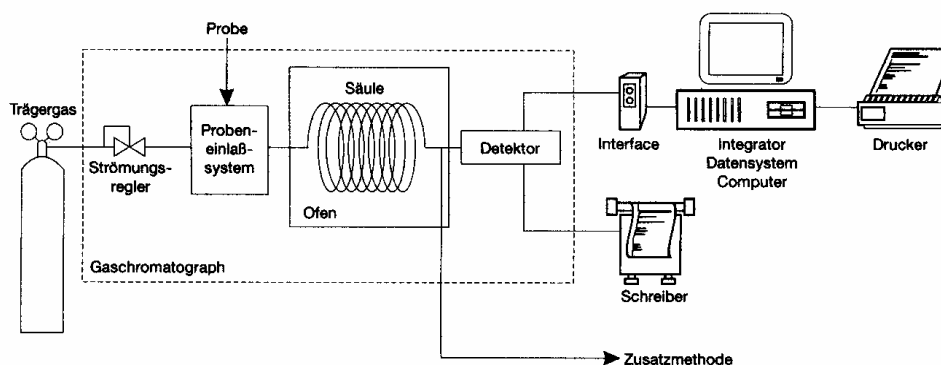 Probe
Trägergas
Strömungs-
regler
Proben-
einlaß-
system
Säule
Ofen
Detektor
Gaschromatograph
Interface
Integrator
Datensystem
Computer
Drucker
Schreiber
Zusatzmethode